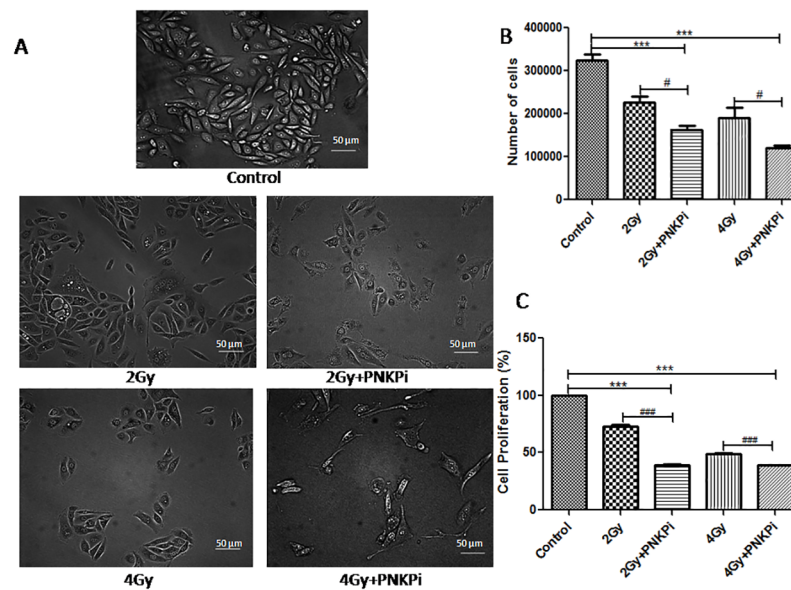 A
50 µm
Control
50 µm
2Gy
50 µm
2Gy+PNKPi
50 µm
4Gy
50 µm
4Gy+PNKPi
B
Number of cells
400000
300000
200000
100000
0
***
***
#
#
Control
2Gy
2Gy+PNKPi
4Gy
4Gy+PNKPi
C
Cell Proliferation (%)
150
100
50
0
***
***
###
###
Control
2Gy
2Gy+PNKPi
4Gy
4Gy+PNKPi